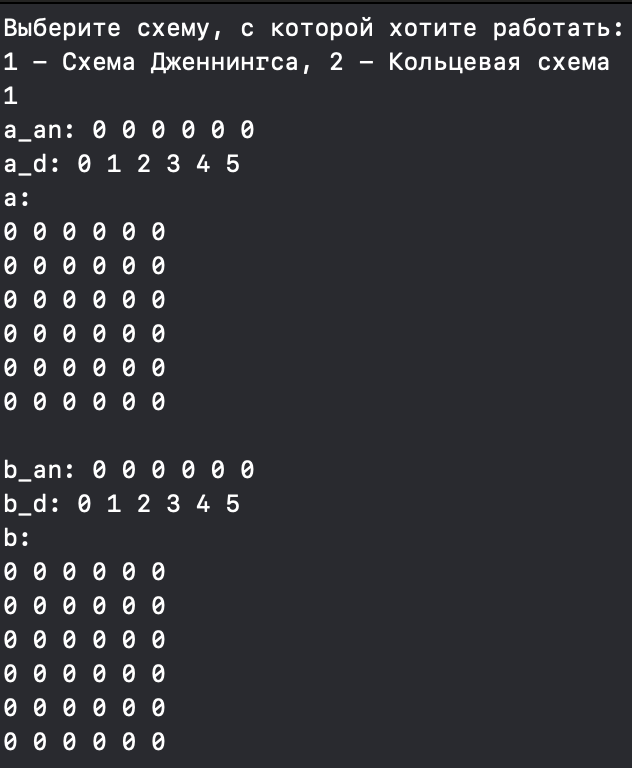 Выберите схему, с которой хотите работать:
1 – Схема Дженнингса, 2 – Кольцевая схема
1
a_an: 0 0 0 0 0 0
a_d: 0 1 2 3 4 5
a:
0 0 0 0 0 0
0 0 0 0 0 0
0 0 0 0 0 0
0 0 0 0 0 0
0 0 0 0 0 0
0 0 0 0 0 0
b_an: 0 0 0 0 0 0
b_d: 0 1 2 3 4 5
b:
0 0 0 0 0 0
0 0 0 0 0 0
0 0 0 0 0 0
0 0 0 0 0 0
0 0 0 0 0 0
0 0 0 0 0 0